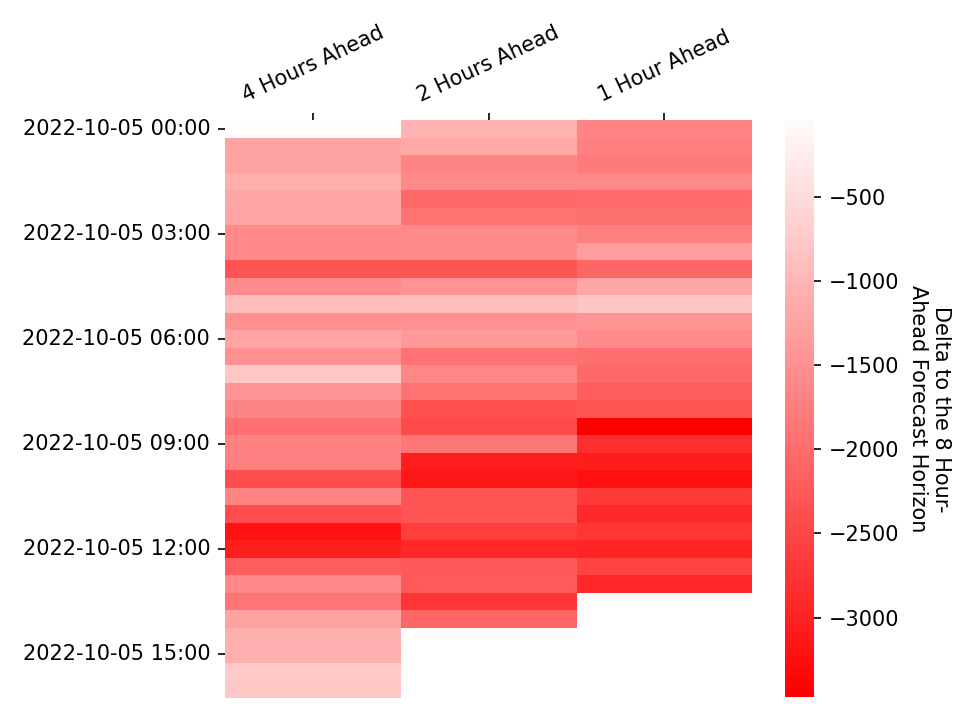 4 Hours Ahead
2 Hours Ahead
1 Hour Ahead
2022-10-05 00:00
2022-10-05 03:00
2022-10-05 06:00
2022-10-05 09:00
2022-10-05 12:00
2022-10-05 15:00
−500
−1000
−1500
−2000
−2500
−3000
Delta to the 8 Hour-
Ahead Forecast Horizon